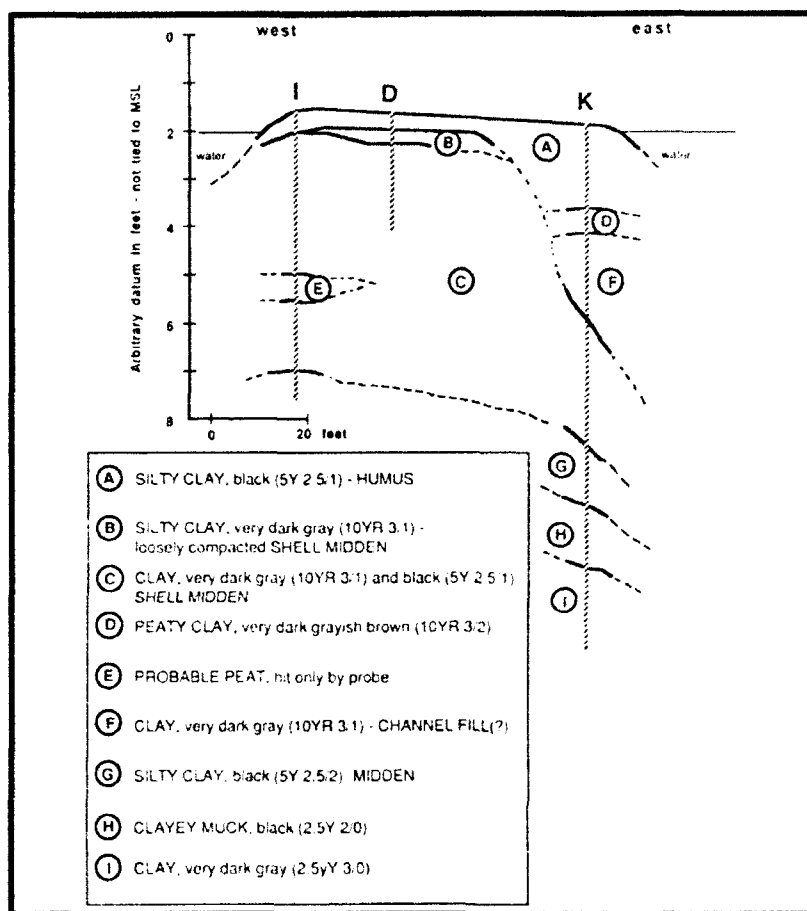 west east
0
I D K
2
B A
water water
D
4
E C F
6
8
0 20 feet
G
H
I
Arbitrary datum in feet - not tied to MSL
A SILTY CLAY, black (5Y 2.5/1) - HUMUS
B SILTY CLAY, very dark gray (10YR 3.1) -
loosely compacted SHELL MIDDEN
C CLAY, very dark gray (10YR 3/1) and black (5Y 2.5/1)
SHELL MIDDEN
D PEATY CLAY, very dark grayish brown (10YR 3/2)
E PROBABLE PEAT, hit only by probe
F CLAY, very dark gray (10YR 3/1) - CHANNEL FILL(?)
G SILTY CLAY, black (5Y 2.5/2) MIDDEN
H CLAYEY MUCK, black (2.5Y 2/0)
I CLAY, very dark gray (2.5yY 3/0)